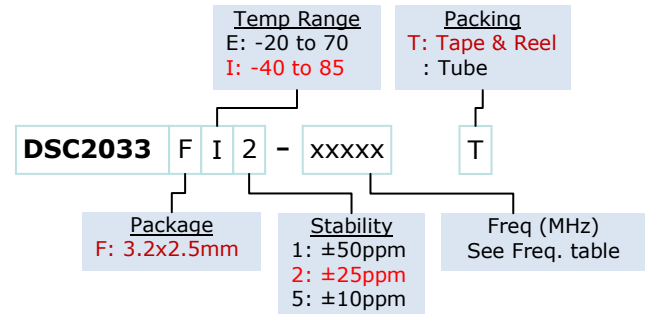 Temp Range
E: -20 to 70
I: -40 to 85
Packing
T: Tape & Reel
: Tube
DSC2033 F I 2 – xxxxx T
Package
F: 3.2x2.5mm
Stability
1: ±50ppm
2: ±25ppm
5: ±10ppm
Freq (MHz)
See Freq. table